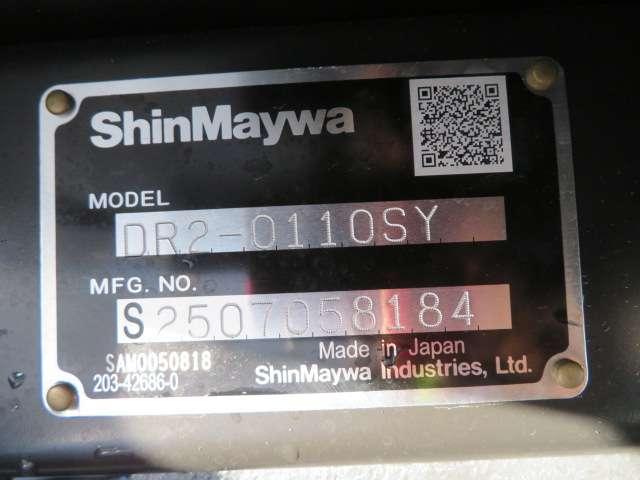 ShinMaywa
MODEL
DR2-0110SY
MFG. NO.
S2507058184
SAM0050818
203-42686-0
Made in Japan
ShinMaywa Industries, Ltd.